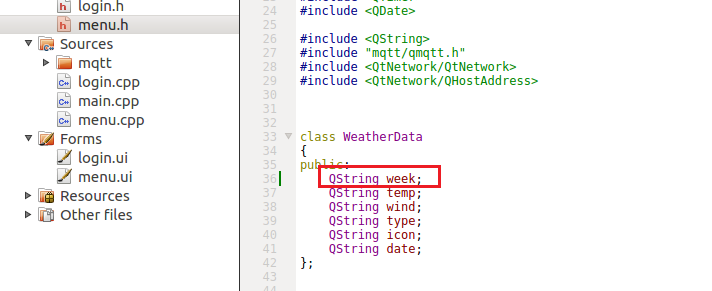 login.h
menu.h
Sources
mqtt
login.cpp
main.cpp
menu.cpp
Forms
login.ui
menu.ui
Resources
Other files
24 #include <QDate>
25
26 #include <QString>
27 #include "mqtt/qmqtt.h"
28 #include <QtNetwork/QtNetwork>
29 #include <QtNetwork/QHostAddress>
30
31
32
33 class WeatherData
34 {
35 public:
36 QString week;
37 QString temp;
38 QString wind;
39 QString type;
40 QString icon;
41 QString date;
42 };
43